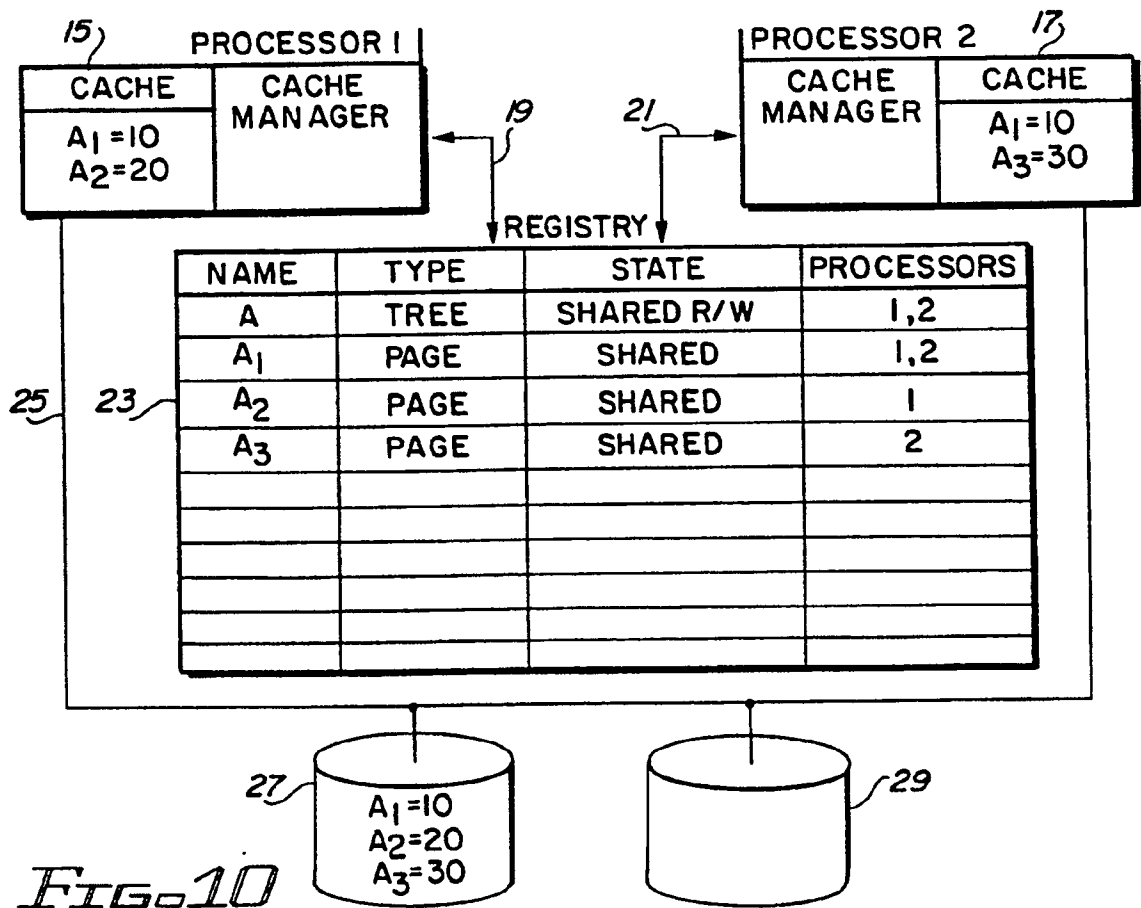 15
PROCESSOR 1
CACHE
CACHE MANAGER
A1=10
A2=20
19
PROCESSOR 2
17
21
CACHE MANAGER
CACHE
A1=10
A3=30
REGISTRY
NAME TYPE STATE PROCESSORS
A TREE SHARED R/W 1,2
A1 PAGE SHARED 1,2
A2 PAGE SHARED 1
A3 PAGE SHARED 2
25
23
27
A1=10
A2=20
A3=30
29
FIG. 10